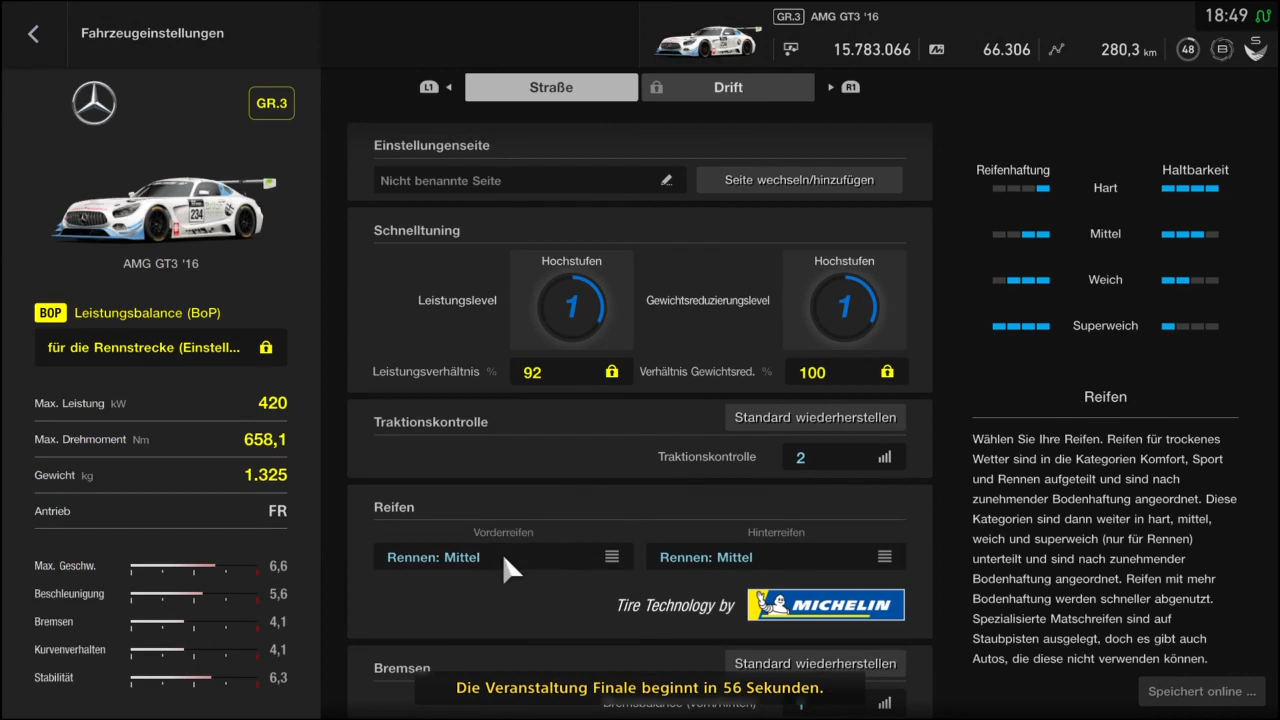 Fahrzeugeinstellungen
GR.3 AMG GT3 '16
18:49
15.783.066 66.306 280,3 km 48 B S
GR.3
234
AMG GT3 '16
BOP Leistungsbalance (BoP)
für die Rennstrecke (Einstell...
Max. Leistung kW 420
Max. Drehmoment Nm 658,1
Gewicht kg 1.325
Antrieb FR
Max. Geschw. 6,6
Beschleunigung 5,6
Bremsen 4,1
Kurvenverhalten 4,1
Stabilität 6,3
L1 Straße Drift R1
Einstellungenseite
Nicht benannte Seite Seite wechseln/hinzufügen
Schnelltuning
Hochstufen Hochstufen
Leistungslevel 1 Gewichtsreduzierungslevel 1
Leistungsverhältnis % 92 Verhältnis Gewichtsred. % 100
Traktionskontrolle Standard wiederherstellen
Traktionskontrolle 2
Reifen
Vorderreifen Hinterreifen
Rennen: Mittel Rennen: Mittel
Tire Technology by MICHELIN
Bremsen Standard wiederherstellen
Die Veranstaltung Finale beginnt in 56 Sekunden.
Bremsbalance (vorn/hinten)
Reifenhaftung Haltbarkeit
Hart
Mittel
Weich
Superweich
Reifen
Wählen Sie Ihre Reifen. Reifen für trockenes
Wetter sind in die Kategorien Komfort, Sport
und Rennen aufgeteilt und sind nach
zunehmender Bodenhaftung angeordnet. Diese
Kategorien sind dann weiter in hart, mittel,
weich und superweich (nur für Rennen)
unterteilt und sind nach zunehmender
Bodenhaftung angeordnet. Reifen mit mehr
Bodenhaftung werden schneller abgenutzt.
Spezialisierte Matschreifen sind auf
Staubpisten ausgelegt, doch es gibt auch
Autos, die diese nicht verwenden können.
Speichert online ...